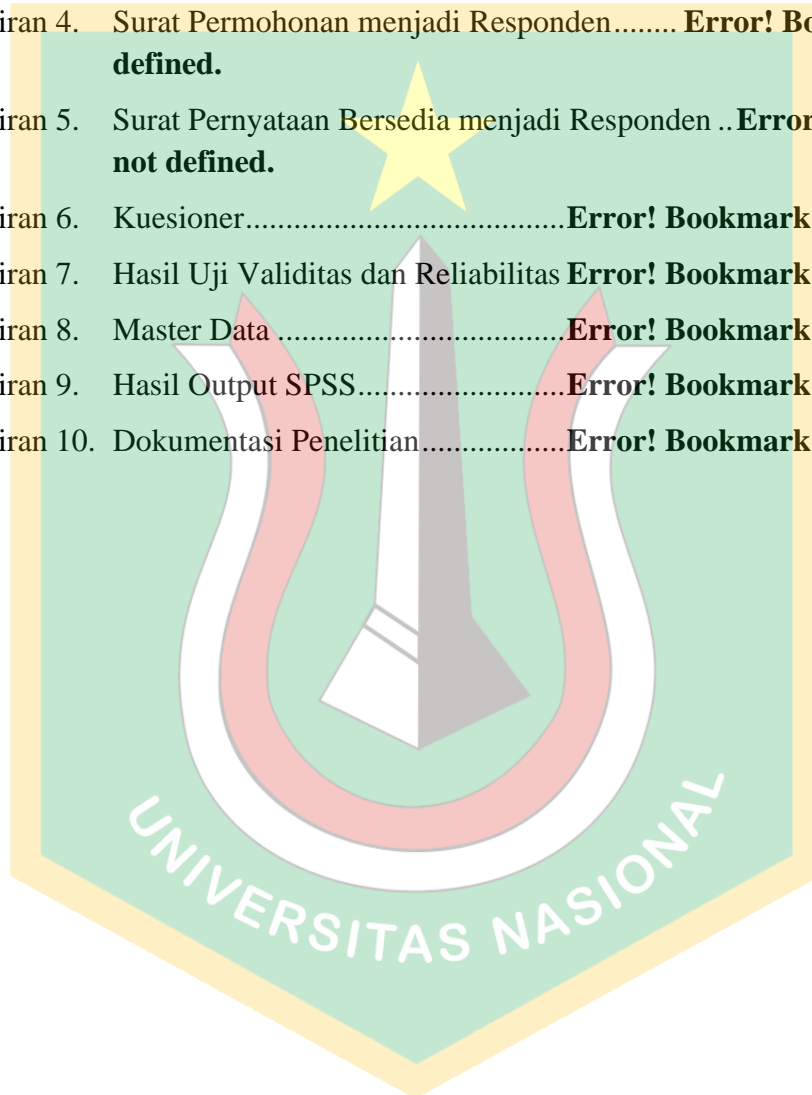 iran 4. Surat Permohonan menjadi Responden........ Error! Bo
defined.
iran 5. Surat Pernyataan Bersedia menjadi Responden ..Error
not defined.
iran 6. Kuesioner........................................Error! Bookmark
iran 7. Hasil Uji Validitas dan Reliabilitas Error! Bookmark
iran 8. Master Data ....................................Error! Bookmark
iran 9. Hasil Output SPSS..........................Error! Bookmark
iran 10. Dokumentasi Penelitian..................Error! Bookmark
UNIVERSITAS NASIONAL